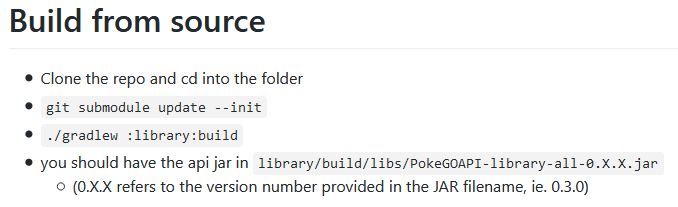 Build from source
Clone the repo and cd into the folder
git submodule update --init
./gradlew :library:build
you should have the api jar in library/build/libs/PokeGOAPI-library-all-0.X.X.jar
(0.X.X refers to the version number provided in the JAR filename, ie. 0.3.0)